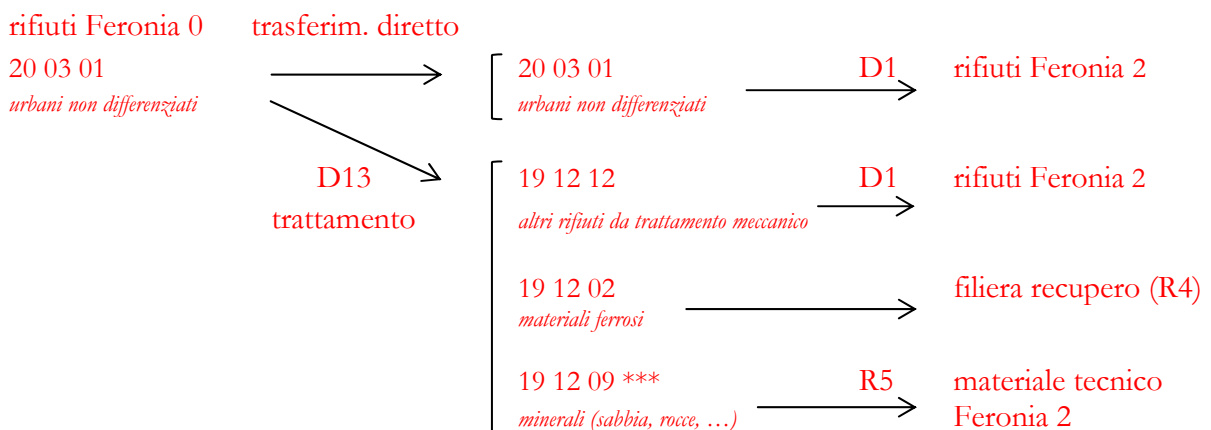 rifiuti Feronia 0 trasferim. diretto
20 03 01 20 03 01 D1 rifiuti Feronia 2
urbani non differenziati urbani non differenziati
D13 19 12 12 D1 rifiuti Feronia 2
trattamento altri rifiuti da trattamento meccanico
19 12 02 filiera recupero (R4)
materiali ferrosi
19 12 09 *** R5 materiale tecnico
minerali (sabbia, rocce, …) Feronia 2